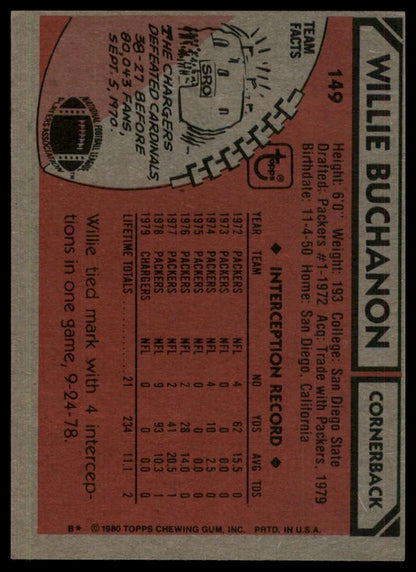 WILLIE BUCHANON
CORNERBACK
149
Height: 6'0" Weight: 193 College: San Diego State
Drafted: Packers #1-1972 Acq: Trade with Packers, 1979
Birthdate: 11-4-50 Home: San Diego, California
TEAM
FACTS
SRO
THE CHARGERS
DEFEATED CARDINALS
38-27 BEFORE
80,043 FANS,
SEPT. 5, 1970.
Topps
INTERCEPTION RECORD
YEAR TEAM NO YDS AVG TDS
1972 PACKERS NFL 4 62 15.5 0
1973 PACKERS NFL 0 0 0.0 0
1974 PACKERS NFL 4 10 2.5 0
1975 PACKERS NFL 0 0 0.0 0
1976 PACKERS NFL 2 28 14.0 0
1977 PACKERS NFL 2 41 20.5 1
1978 PACKERS NFL 9 93 10.3 1
1979 CHARGERS NFL 0 0 0.0 0
LIFETIME TOTALS 21 234 11.1 2
Willie tied mark with 4 intercep-
tions in one game, 9-24-78.
B* ©1980 TOPPS CHEWING GUM, INC. PRTD. IN U.S.A.